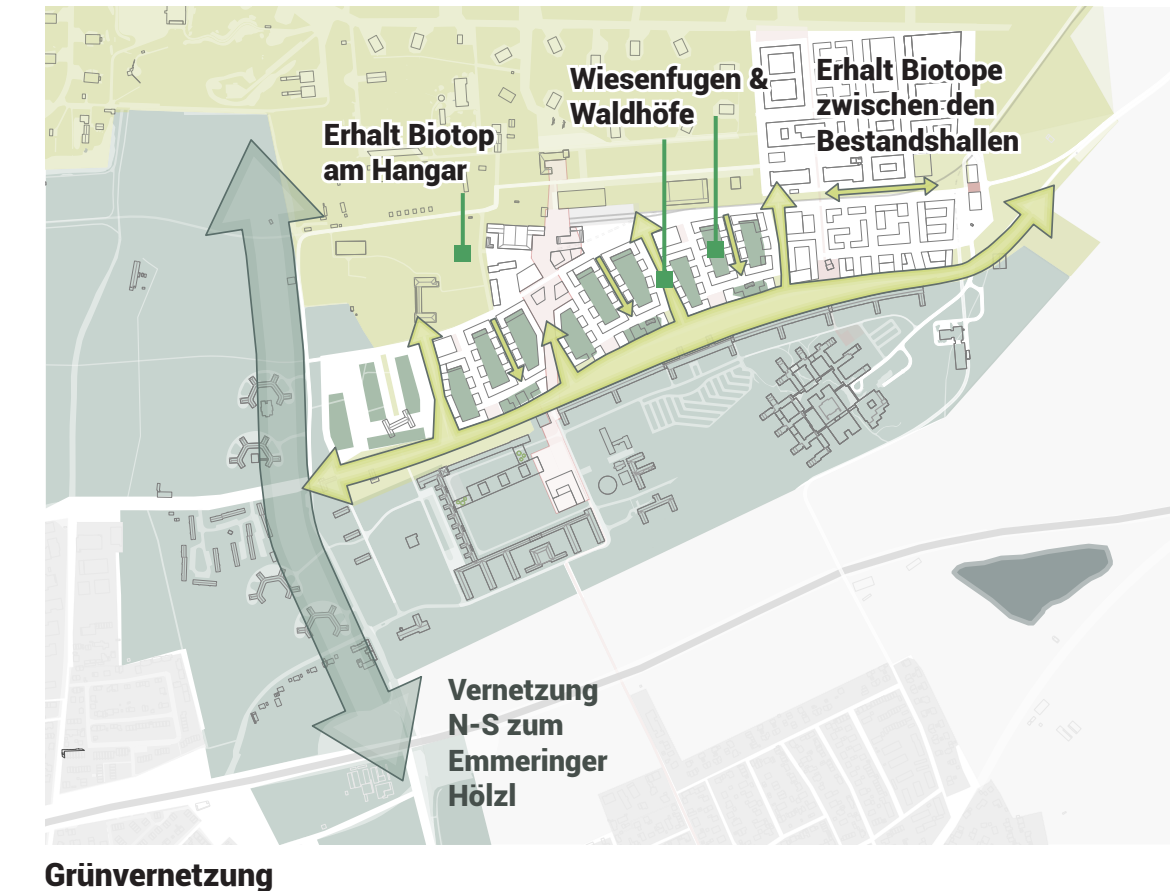 Erhalt Biotop
am Hangar
Wiesenfugen &
Waldhöfe
Erhalt Biotope
zwischen den
Bestandshallen
Vernetzung
N-S zum
Emmeringer
Hölzl
Grünvernetzung